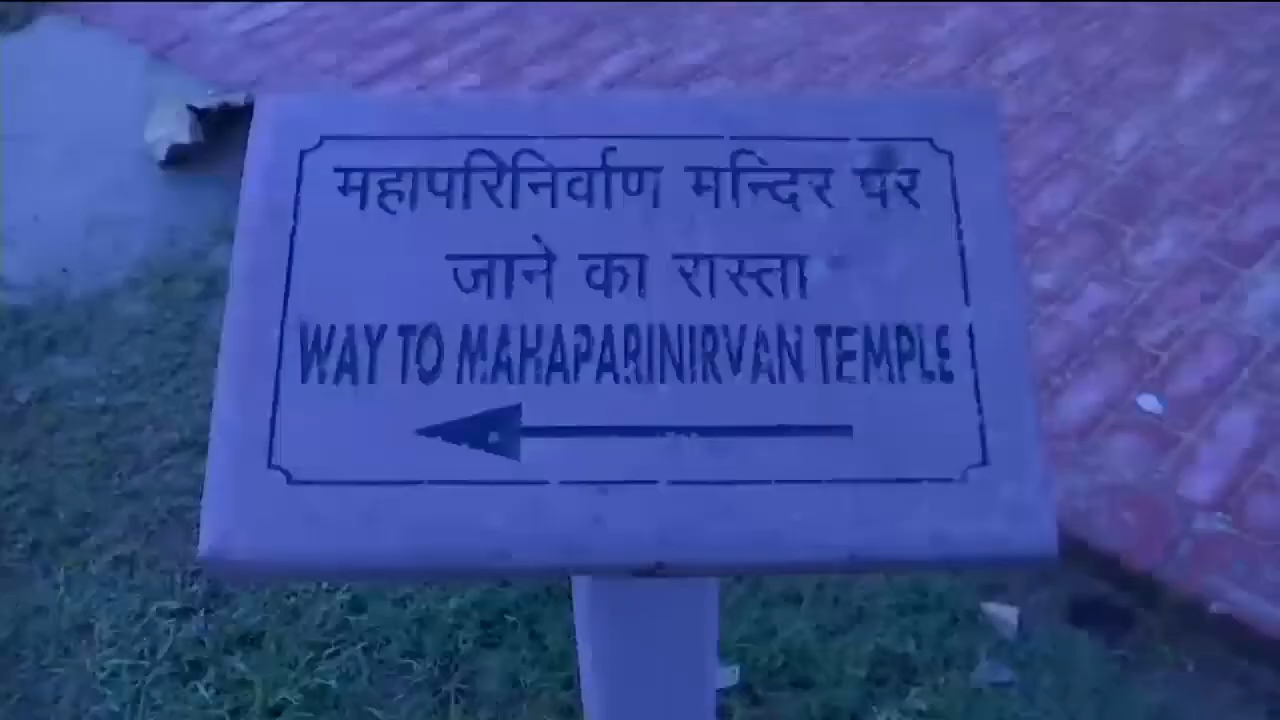 महापरिनिर्वाण मन्दिर पर
जाने का रास्ता
WAY TO MAHAPARINIRVAN TEMPLE